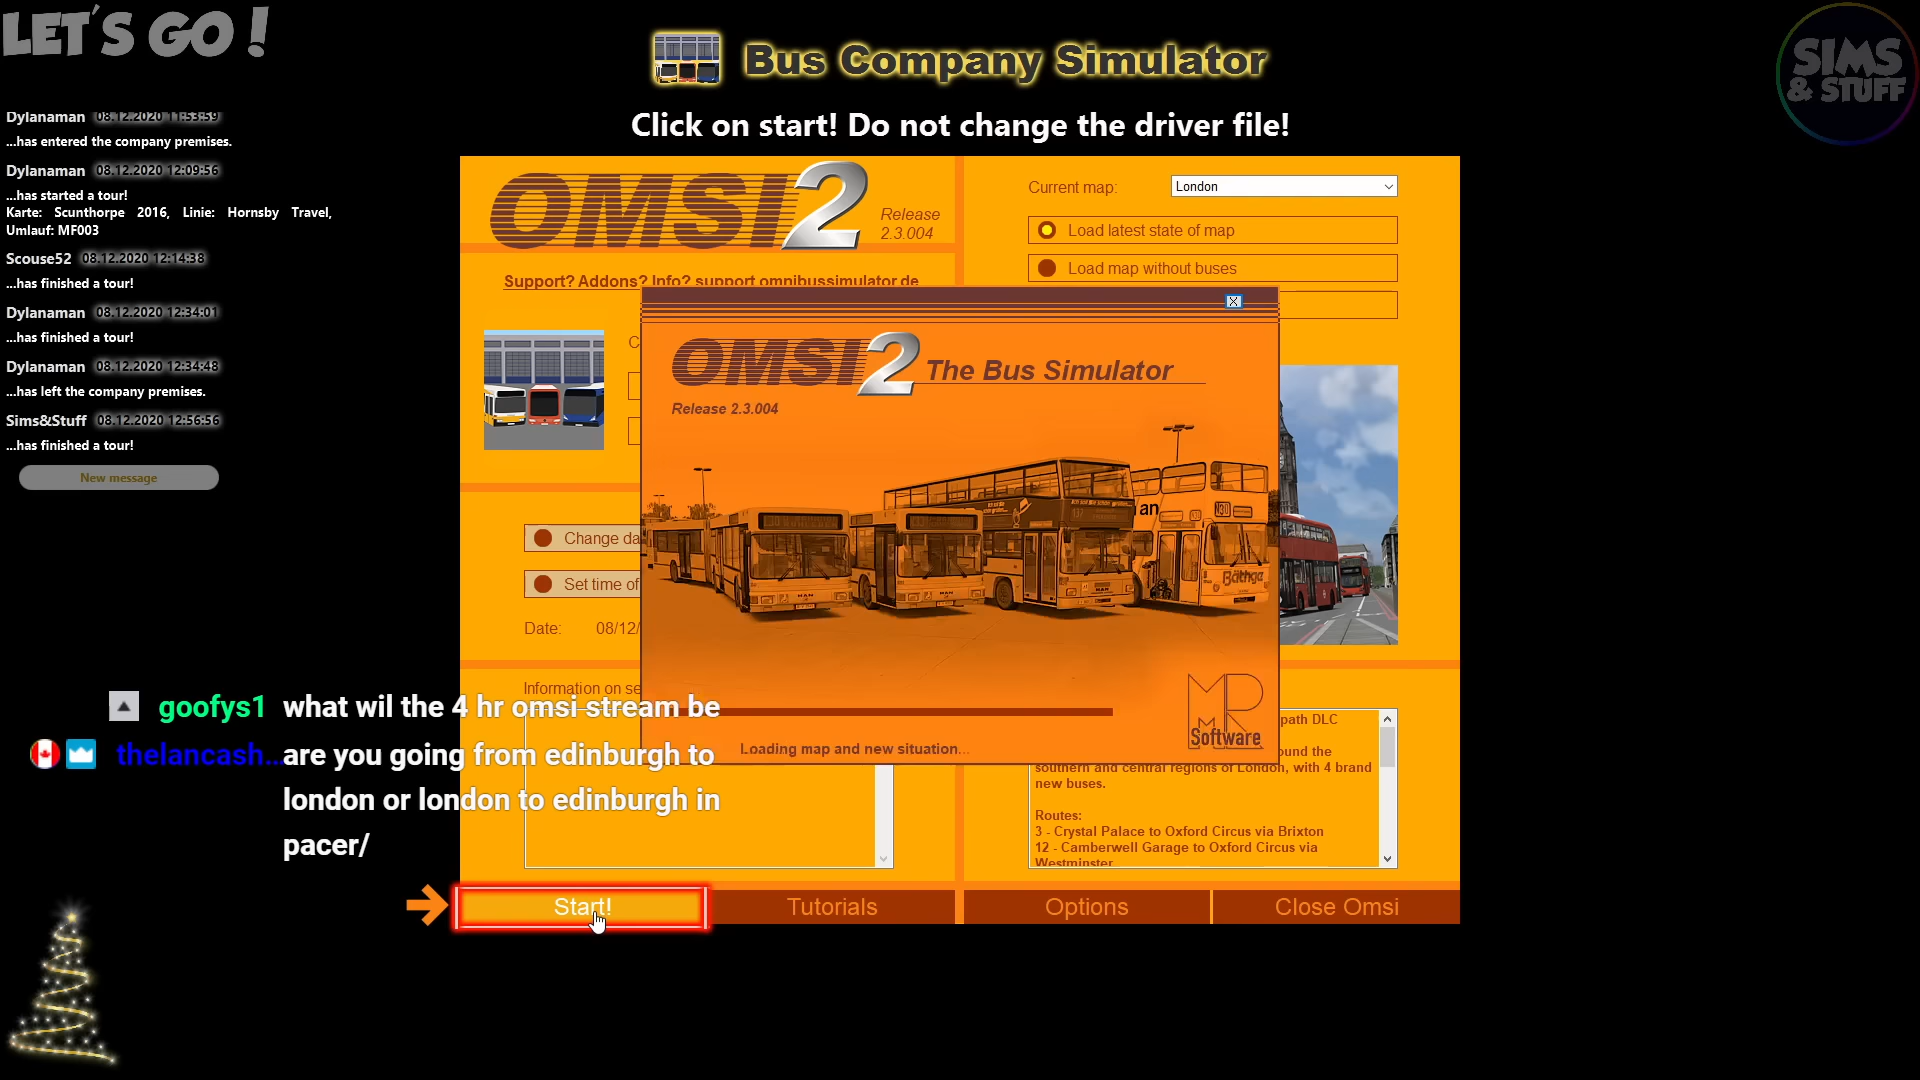 LET'S GO!
Bus Company Simulator
SIMS
& STUFF
Click on start! Do not change the driver file!
Dylanaman 08.12.2020 11:53:59
...has entered the company premises.
Dylanaman 08.12.2020 12:09:56
...has started a tour!
Karte: Scunthorpe 2016, Linie: Hornsby Travel,
Umlauf: MF003
Scouse52 08.12.2020 12:14:38
...has finished a tour!
Dylanaman 08.12.2020 12:34:01
...has finished a tour!
Dylanaman 08.12.2020 12:34:48
...has left the company premises.
Sims&Stuff 08.12.2020 12:56:56
...has finished a tour!
New message
OMSI 2
Release
2.3.004
Support? Addons? Info? support.omnibussimulator.de
Current map:
London
Load latest state of map
Load map without buses
OMSI 2 The Bus Simulator
Release 2.3.004
N30
Bathge
MAN
MAN
MAN
MR
Software
Loading map and new situation...
Change da
Set time of
Date: 08/12/
Information on se
path DLC
ound the
southern and central regions of London, with 4 brand
new buses.
Routes:
3 - Crystal Palace to Oxford Circus via Brixton
12 - Camberwell Garage to Oxford Circus via
Westminster
goofys1 what wil the 4 hr omsi stream be
thelancash... are you going from edinburgh to
london or london to edinburgh in
pacer/
Start!
Tutorials
Options
Close Omsi